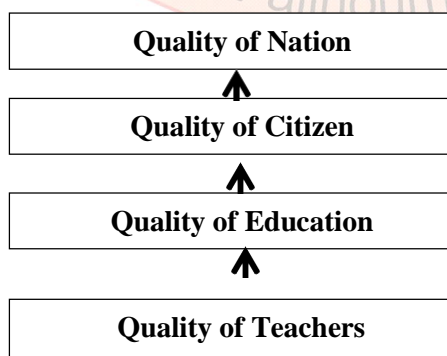 Quality of Nation
Quality of Citizen
Quality of Education
Quality of Teachers